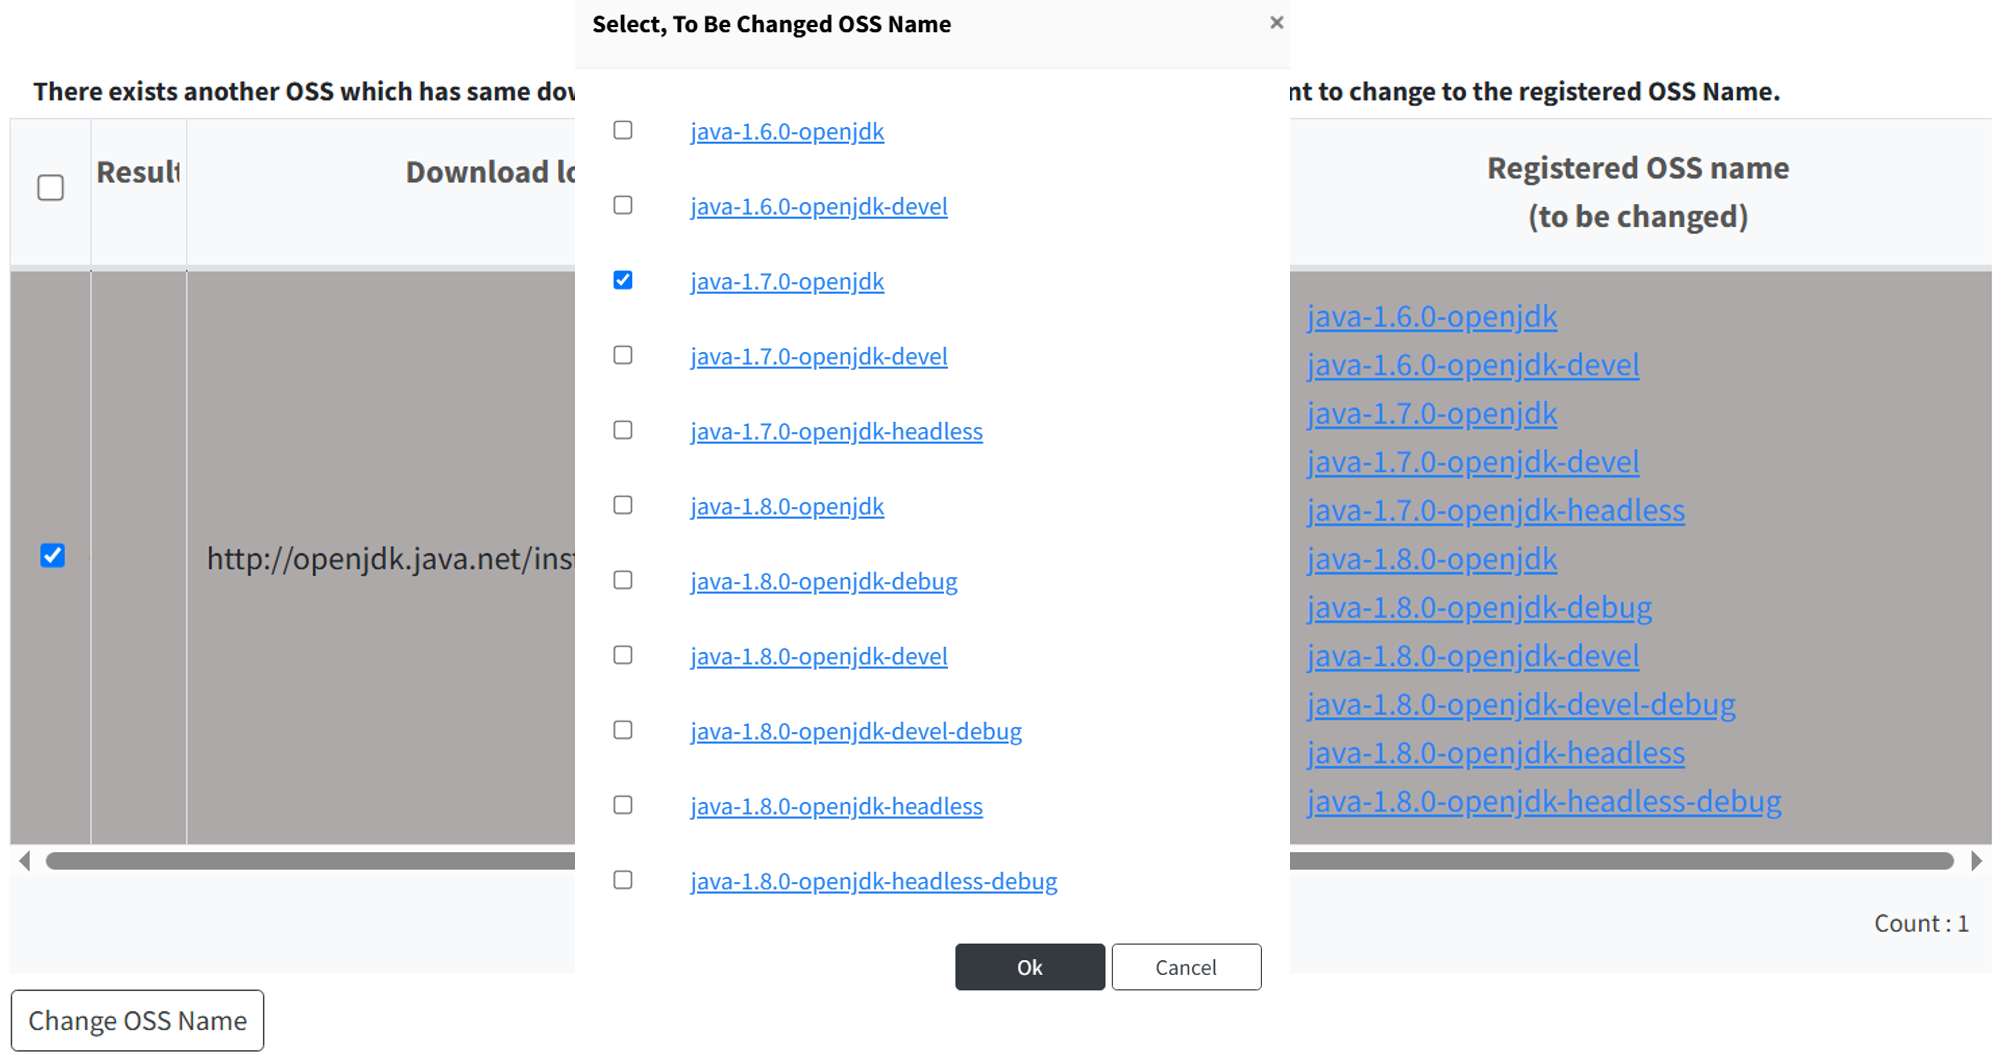 Select, To Be Changed OSS Name ×
There exists another OSS which has same
nt to change to the registered OSS Name.
Result
Download
Registered OSS name
(to be changed)
java-1.6.0-openjdk
java-1.6.0-openjdk-devel
java-1.7.0-openjdk
java-1.7.0-openjdk-devel
java-1.7.0-openjdk-headless
java-1.8.0-openjdk
java-1.8.0-openjdk-debug
java-1.8.0-openjdk-devel
java-1.8.0-openjdk-devel-debug
java-1.8.0-openjdk-headless
java-1.8.0-openjdk-headless-debug
Ok
Cancel
http://openjdk.java.net/ins
java-1.6.0-openjdk
java-1.6.0-openjdk-devel
java-1.7.0-openjdk
java-1.7.0-openjdk-devel
java-1.7.0-openjdk-headless
java-1.8.0-openjdk
java-1.8.0-openjdk-debug
java-1.8.0-openjdk-devel
java-1.8.0-openjdk-devel-debug
java-1.8.0-openjdk-headless
java-1.8.0-openjdk-headless-debug
Count : 1
Change OSS Name